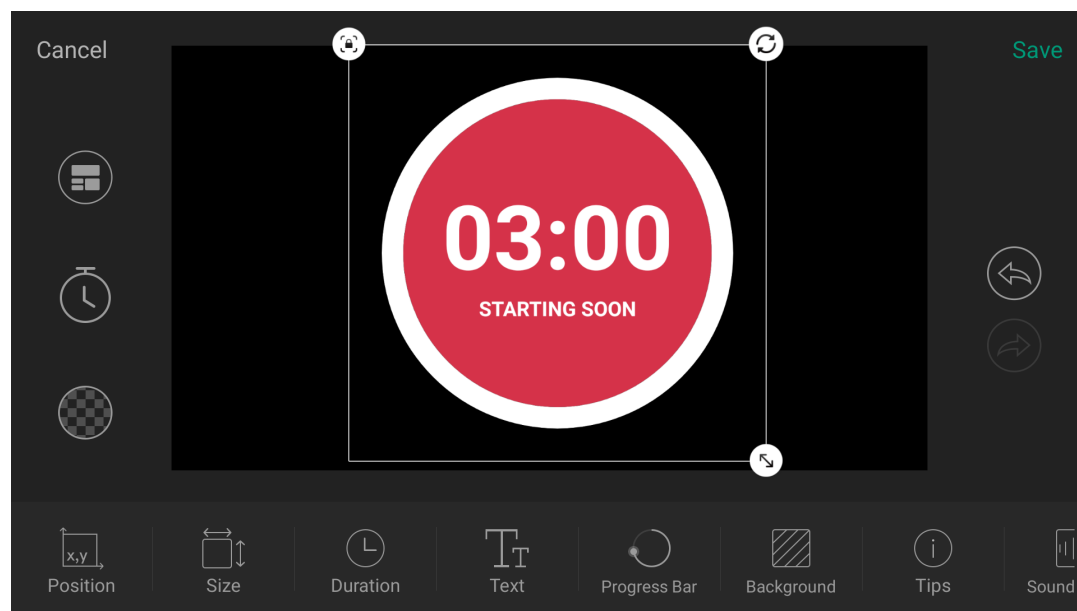 Cancel
Save
03:00
STARTING SOON
x,y
Position
Size
Duration
Text
Progress Bar
Background
Tips
Sound